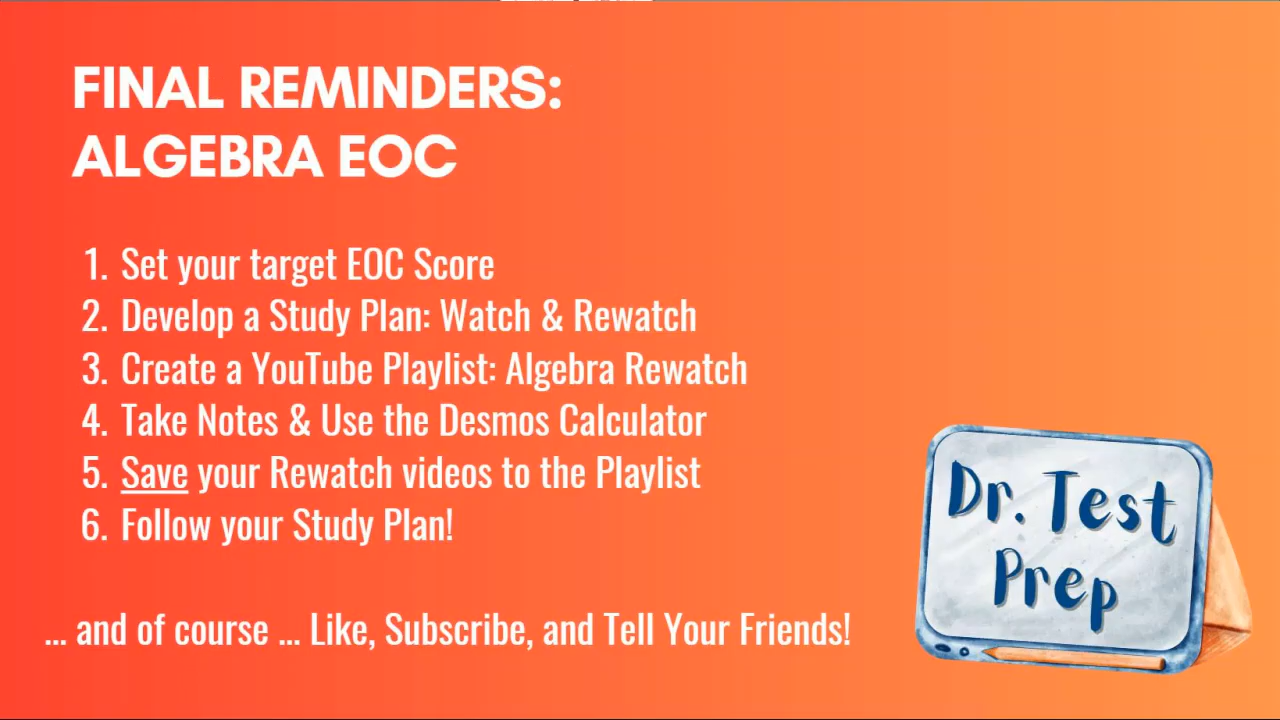 FINAL REMINDERS:
ALGEBRA EOC
1. Set your target EOC Score
2. Develop a Study Plan: Watch & Rewatch
3. Create a YouTube Playlist: Algebra Rewatch
4. Take Notes & Use the Desmos Calculator
5. Save your Rewatch videos to the Playlist
6. Follow your Study Plan!
... and of course ... Like, Subscribe, and Tell Your Friends!
Dr. Test
Prep